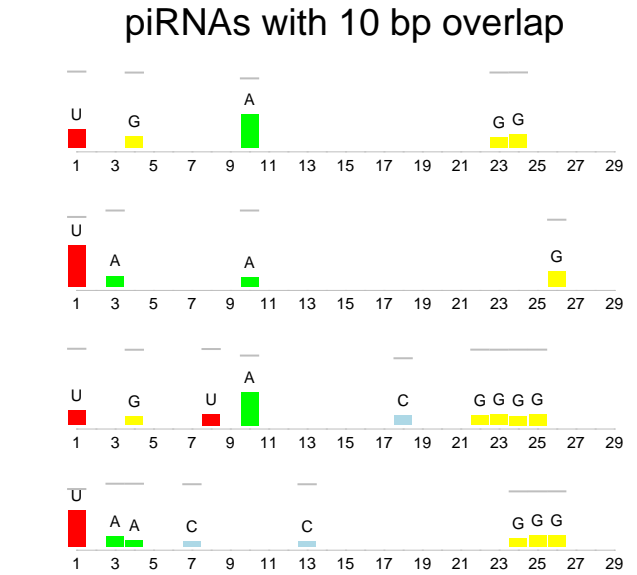 piRNAs with 10 bp overlap
U G A G G
1 3 5 7 9 11 13 15 17 19 21 23 25 27 29
U A A G
1 3 5 7 9 11 13 15 17 19 21 23 25 27 29
U G U A C G G G G
1 3 5 7 9 11 13 15 17 19 21 23 25 27 29
U A A C C G G G
1 3 5 7 9 11 13 15 17 19 21 23 25 27 29